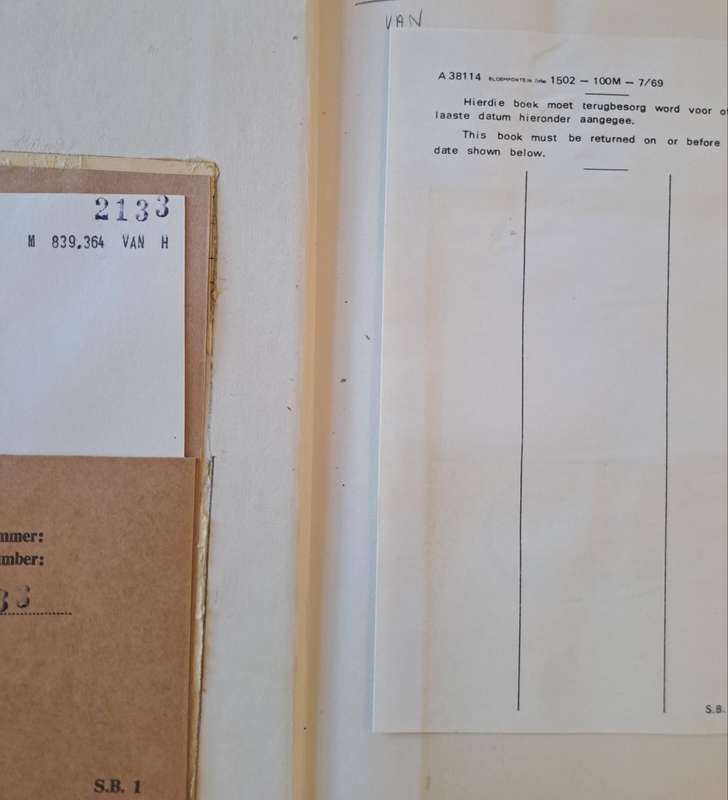 2133
M 839.364 VAN H
mmer:
mber:
33
S.B. 1
VAN
A 38114 BLOEMFONTEIN 1502 — 100M — 7/69
Hierdie boek moet terugbesorg word voor o
laaste datum hieronder aangegee.
This book must be returned on or before
date shown below.
S.B.